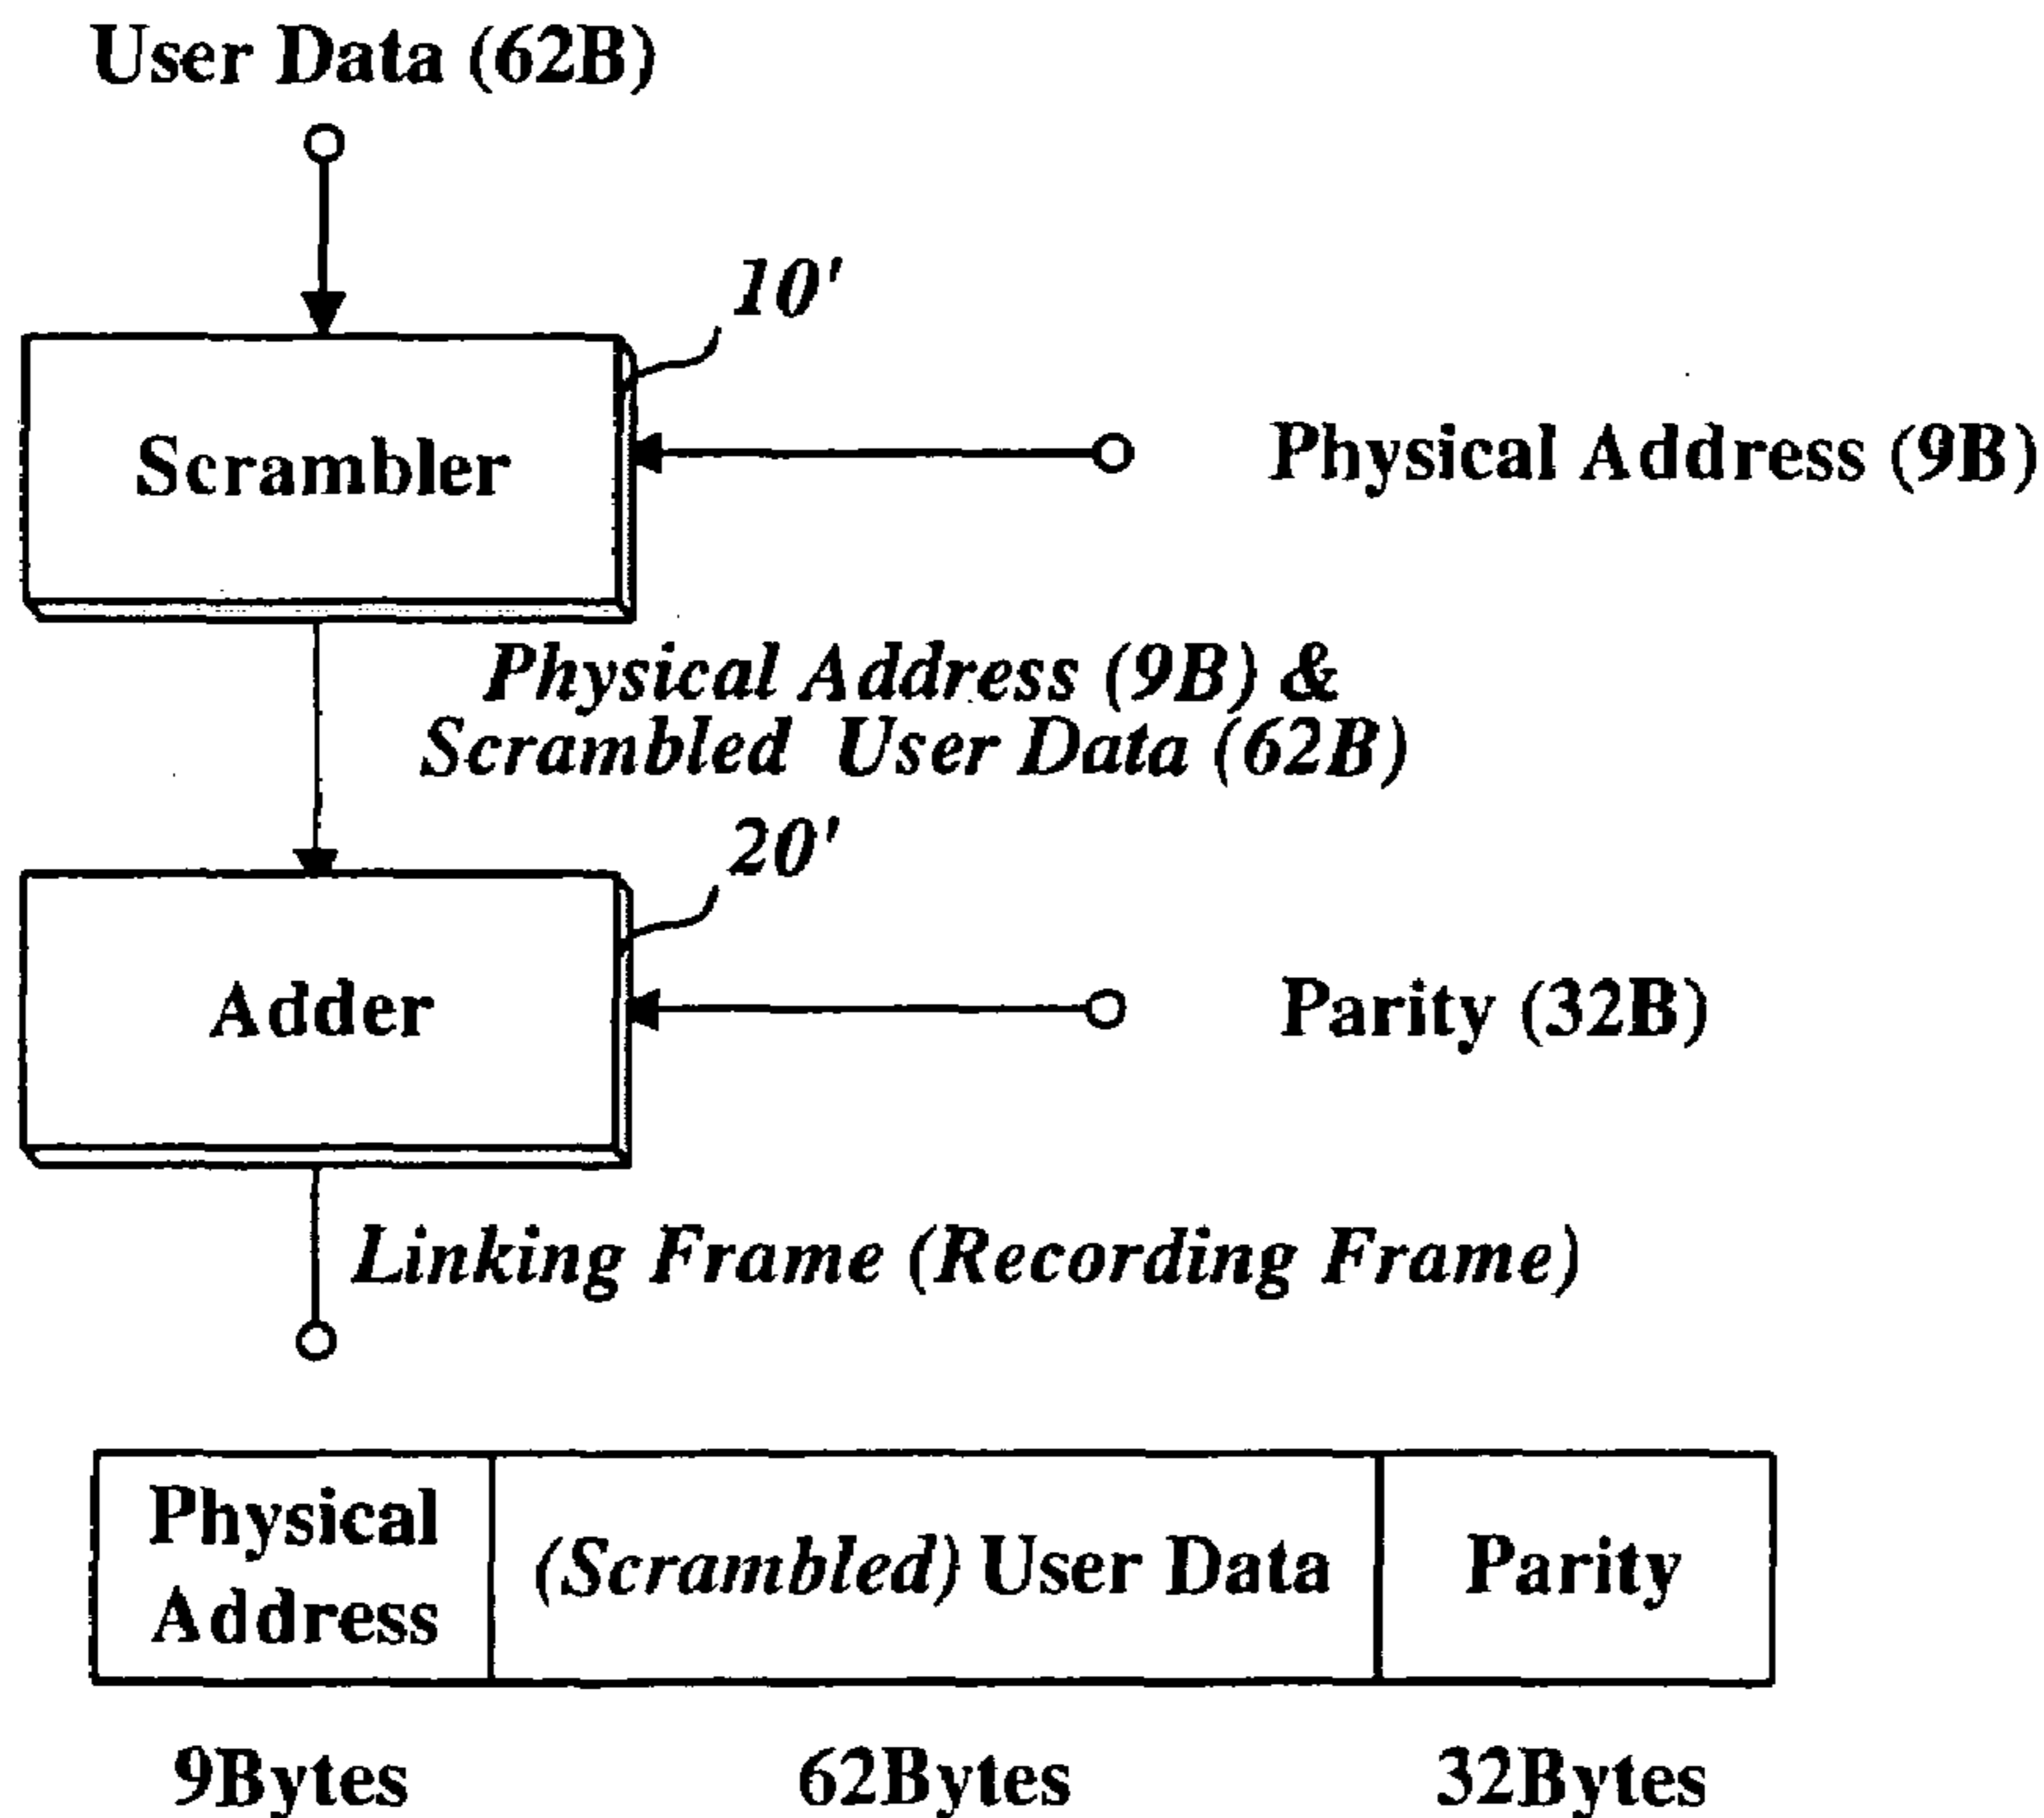 User Data (62B)
10'
Scrambler
Physical Address (9B)
Physical Address (9B) &
Scrambled User Data (62B)
20'
Adder
Parity (32B)
Linking Frame (Recording Frame)
Physical
Address
(Scrambled) User Data
Parity
9Bytes
62Bytes
32Bytes